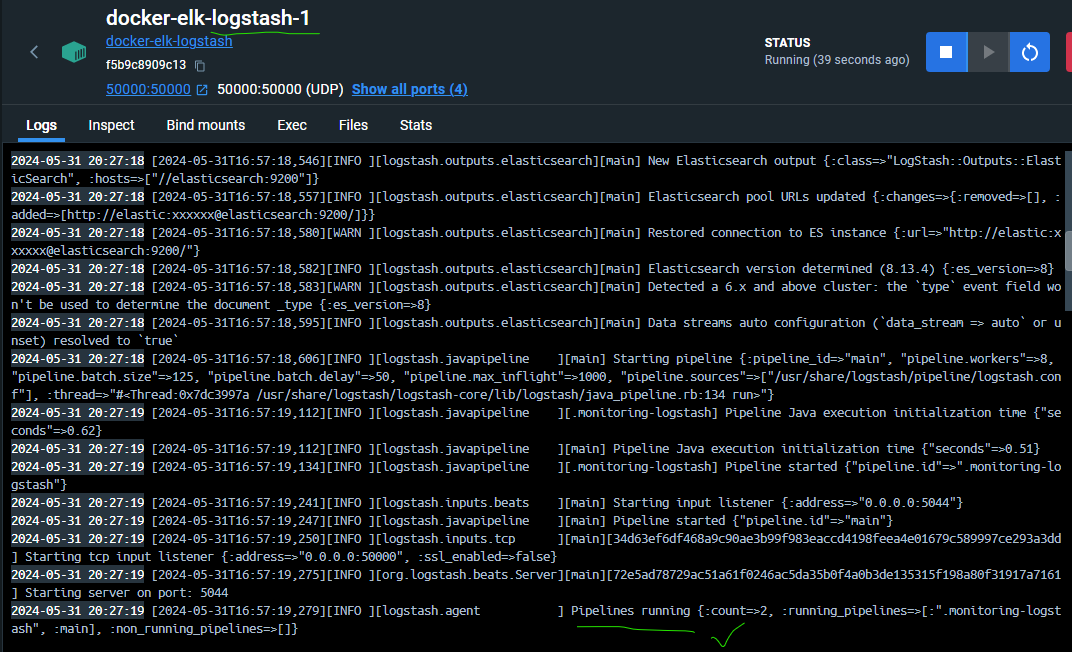 docker-elk-logstash-1
docker-elk-logstash
f5b9c8909c13
50000:50000 50000:50000 (UDP) Show all ports (4)
STATUS
Running (39 seconds ago)
Logs Inspect Bind mounts Exec Files Stats
2024-05-31 20:27:18 [2024-05-31T16:57:18,546][INFO ][logstash.outputs.elasticsearch][main] New Elasticsearch output {:class=>"LogStash::Outputs::Elast
icSearch", :hosts=>["//elasticsearch:9200"]}
2024-05-31 20:27:18 [2024-05-31T16:57:18,557][INFO ][logstash.outputs.elasticsearch][main] Elasticsearch pool URLs updated {:changes=>{:removed=>[], :
added=>[http://elastic:xxxxxx@elasticsearch:9200/]}}
2024-05-31 20:27:18 [2024-05-31T16:57:18,580][WARN ][logstash.outputs.elasticsearch][main] Restored connection to ES instance {:url=>"http://elastic:x
xxxxx@elasticsearch:9200/"}
2024-05-31 20:27:18 [2024-05-31T16:57:18,582][INFO ][logstash.outputs.elasticsearch][main] Elasticsearch version determined (8.13.4) {:es_version=>8}
2024-05-31 20:27:18 [2024-05-31T16:57:18,583][WARN ][logstash.outputs.elasticsearch][main] Detected a 6.x and above cluster: the `type` event field wo
n't be used to determine the document _type {:es_version=>8}
2024-05-31 20:27:18 [2024-05-31T16:57:18,595][INFO ][logstash.outputs.elasticsearch][main] Data streams auto configuration (`data_stream => auto` or u
nset) resolved to `true`
2024-05-31 20:27:18 [2024-05-31T16:57:18,606][INFO ][logstash.javapipeline    ][main] Starting pipeline {:pipeline_id=>"main", "pipeline.workers"=>8,
"pipeline.batch.size"=>125, "pipeline.batch.delay"=>50, "pipeline.max_inflight"=>1000, "pipeline.sources"=>["/usr/share/logstash/pipeline/logstash.con
f"], :thread=>"#<Thread:0x7dc3997a /usr/share/logstash/logstash-core/lib/logstash/java_pipeline.rb:134 run>"}
2024-05-31 20:27:19 [2024-05-31T16:57:19,112][INFO ][logstash.javapipeline    ][.monitoring-logstash] Pipeline Java execution initialization time {"se
conds"=>0.62}
2024-05-31 20:27:19 [2024-05-31T16:57:19,112][INFO ][logstash.javapipeline    ][main] Pipeline Java execution initialization time {"seconds"=>0.51}
2024-05-31 20:27:19 [2024-05-31T16:57:19,134][INFO ][logstash.javapipeline    ][.monitoring-logstash] Pipeline started {"pipeline.id"=>".monitoring-lo
gstash"}
2024-05-31 20:27:19 [2024-05-31T16:57:19,241][INFO ][logstash.inputs.beats    ][main] Starting input listener {:address=>"0.0.0.0:5044"}
2024-05-31 20:27:19 [2024-05-31T16:57:19,247][INFO ][logstash.javapipeline    ][main] Pipeline started {"pipeline.id"=>"main"}
2024-05-31 20:27:19 [2024-05-31T16:57:19,250][INFO ][logstash.inputs.tcp      ][main][34d63ef6df468a9c90ae3b99f983eaccd4198feea4e01679c589997ce293a3dd
] Starting tcp input listener {:address=>"0.0.0.0:50000", :ssl_enabled=>false}
2024-05-31 20:27:19 [2024-05-31T16:57:19,275][INFO ][org.logstash.beats.Server][main][72e5ad78729ac51a61f0246ac5da35b0f4a0b3de135315f198a80f31917a7161
] Starting server on port: 5044
2024-05-31 20:27:19 [2024-05-31T16:57:19,279][INFO ][logstash.agent           ] Pipelines running {:count=>2, :running_pipelines=>[:".monitoring-logst
ash", :main], :non_running_pipelines=>[]}